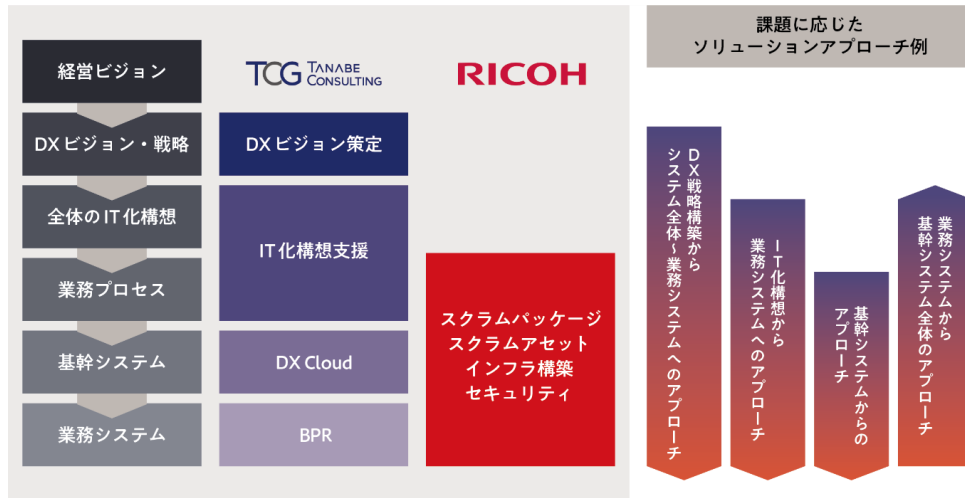 経営ビジョン
DXビジョン・戦略
全体のIT化構想
業務プロセス
基幹システム
業務システム
TCG TANABE CONSULTING
DXビジョン策定
IT化構想支援
DX Cloud
BPR
RICOH
スクラムパッケージ
スクラムアセット
インフラ構築
セキュリティ
課題に応じた
ソリューションアプローチ例
DX戦略構築から
システム全体～業務システムへのアプローチ
IT化構想から
業務システムへのアプローチ
基幹システムからの
アプローチ
業務システムから
基幹システム全体のアプローチ